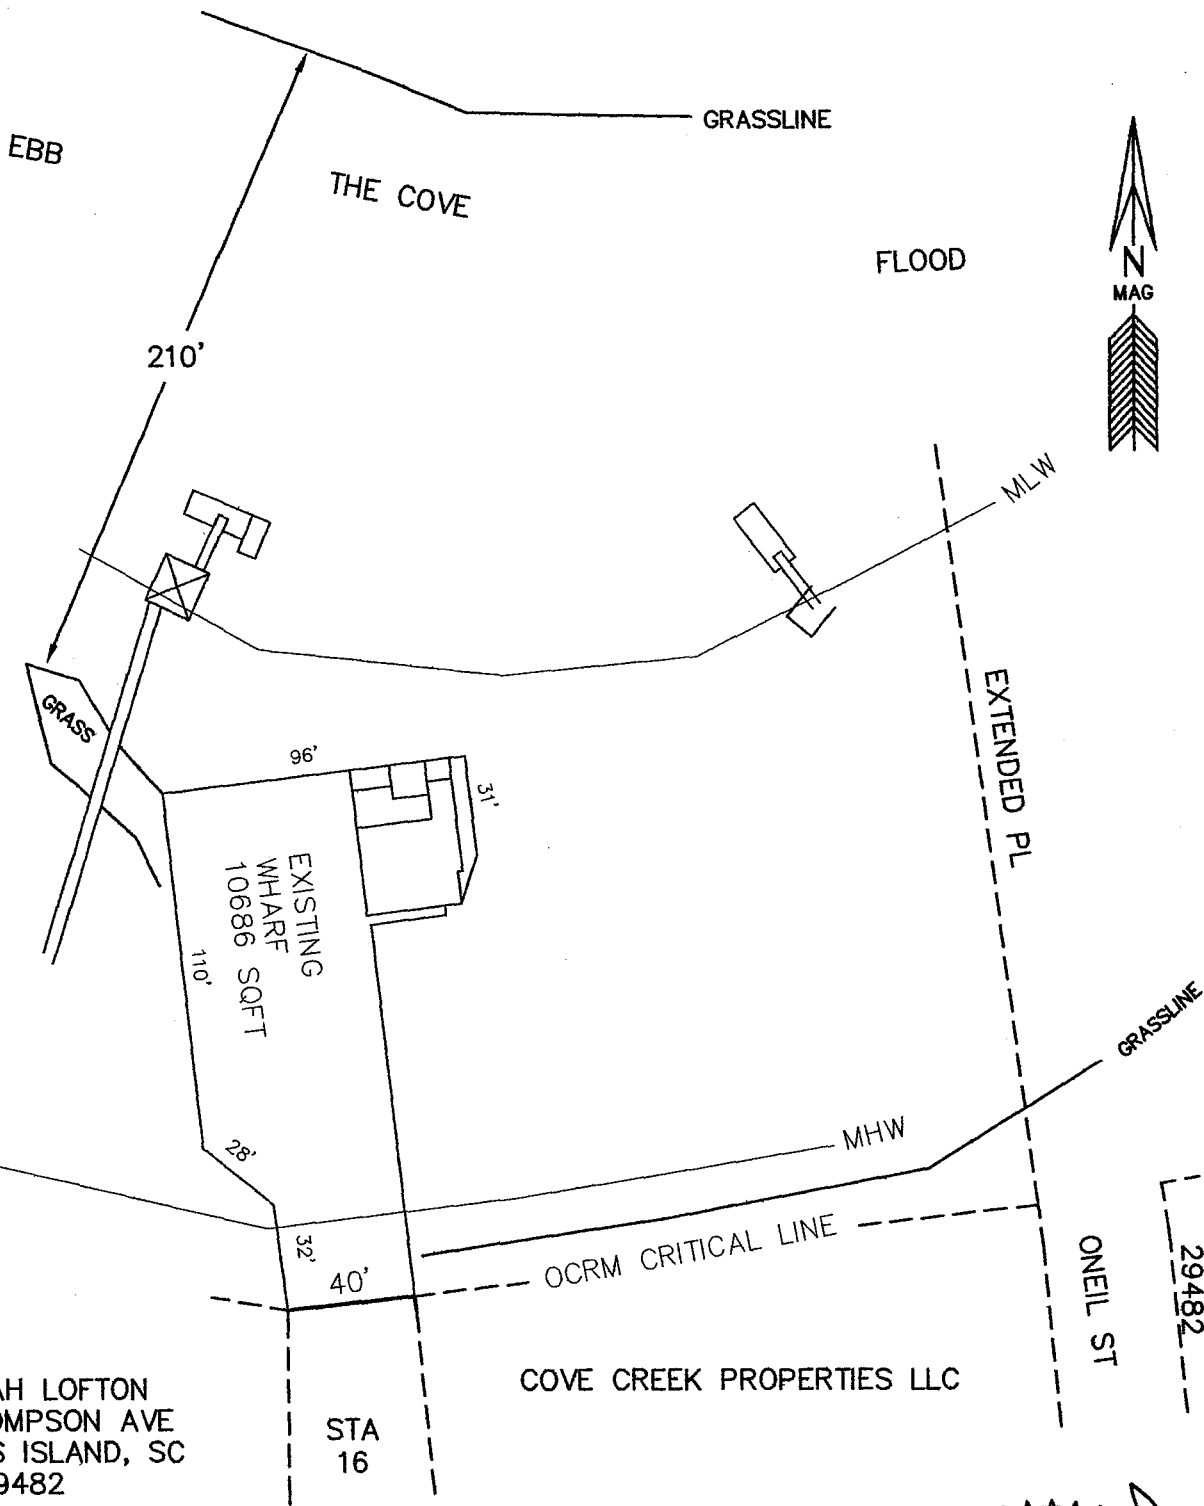 GRASSLINE
EBB
THE COVE
FLOOD
N
MAG
210'
MLW
GRASS
EXTENDED PL
96'
31'
EXISTING
WHARF
10686 SQFT
110'
GRASSLINE
28'
MHW
32'
40'
OCRM CRITICAL LINE
ONEIL ST
29482
COVE CREEK PROPERTIES LLC
AH LOFTON
OMPSON AVE
S ISLAND, SC
9482
STA
16